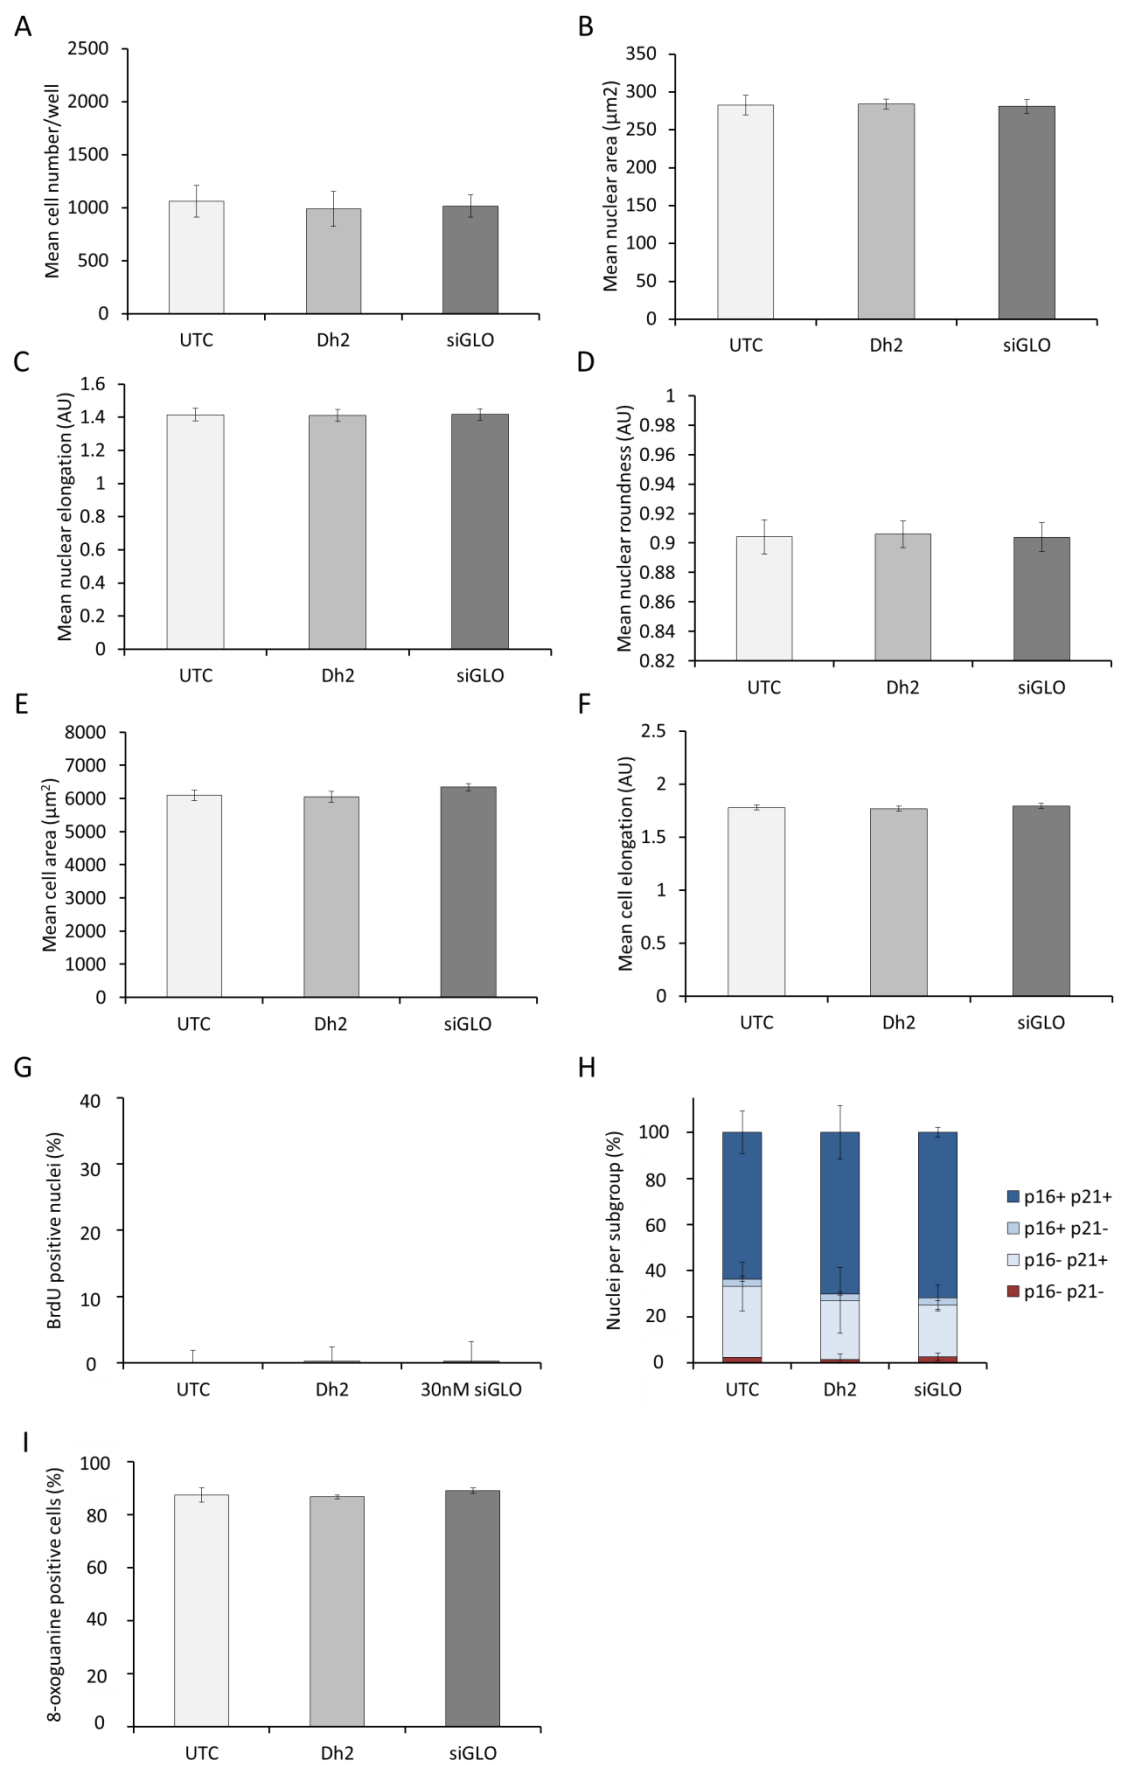 A
Mean cell number/well
2500
2000
1500
1000
500
0
UTC Dh2 siGLO
B
Mean nuclear area (µm2)
350
300
250
200
150
100
50
0
UTC Dh2 siGLO
C
Mean nuclear elongation (AU)
1.6
1.4
1.2
1
0.8
0.6
0.4
0.2
0
UTC Dh2 siGLO
D
Mean nuclear roundness (AU)
1
0.98
0.96
0.94
0.92
0.9
0.88
0.86
0.84
0.82
UTC Dh2 siGLO
E
Mean cell area (µm²)
8000
7000
6000
5000
4000
3000
2000
1000
0
UTC Dh2 siGLO
F
Mean cell elongation (AU)
2.5
2
1.5
1
0.5
0
UTC Dh2 siGLO
G
BrdU positive nuclei (%)
40
30
20
10
0
UTC Dh2 30nM siGLO
H
Nuclei per subgroup (%)
100
80
60
40
20
0
UTC Dh2 siGLO
p16+ p21+
p16+ p21-
p16- p21+
p16- p21-
I
8-oxoguanine positive cells (%)
100
80
60
40
20
0
UTC Dh2 siGLO